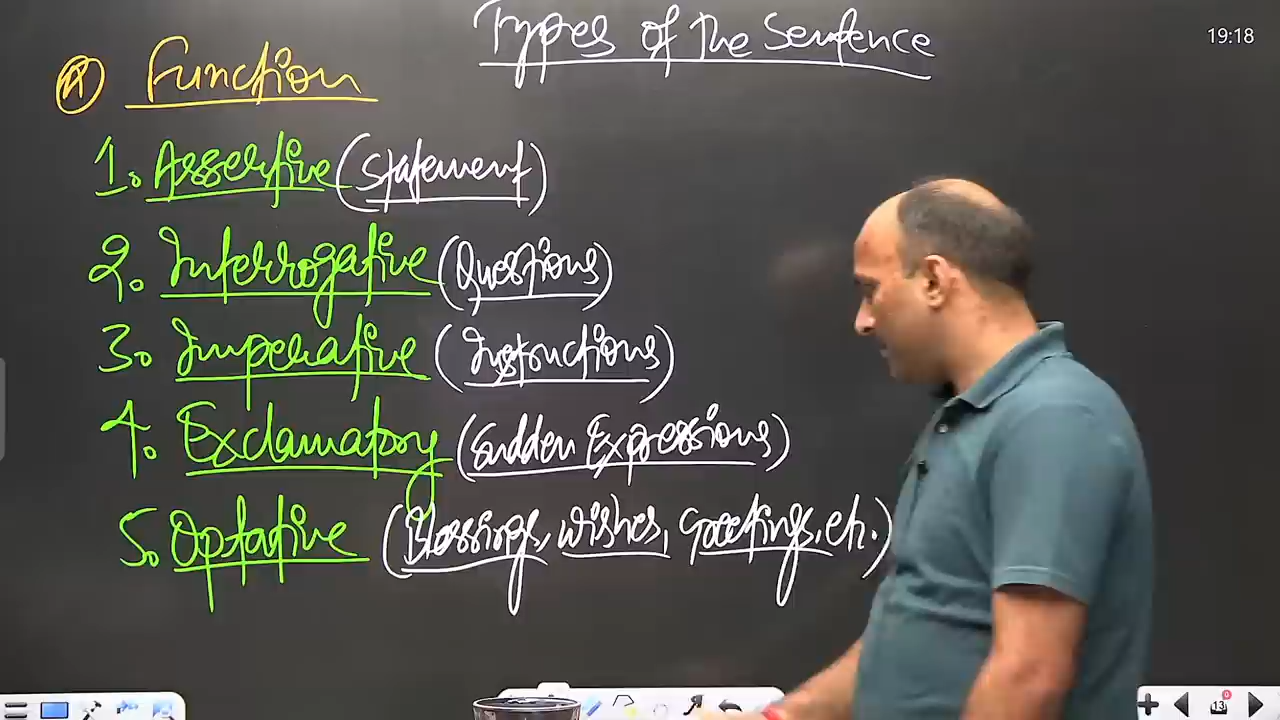 Types of the Sentence
19:18
(A) Function
1. Assertive (Statement)
2. Interrogative (Questions)
3. Imperative (Instructions)
4. Exclamatory (Sudden Expressions)
5. Optative (Blessings, Wishes, Greetings, etc.)
13